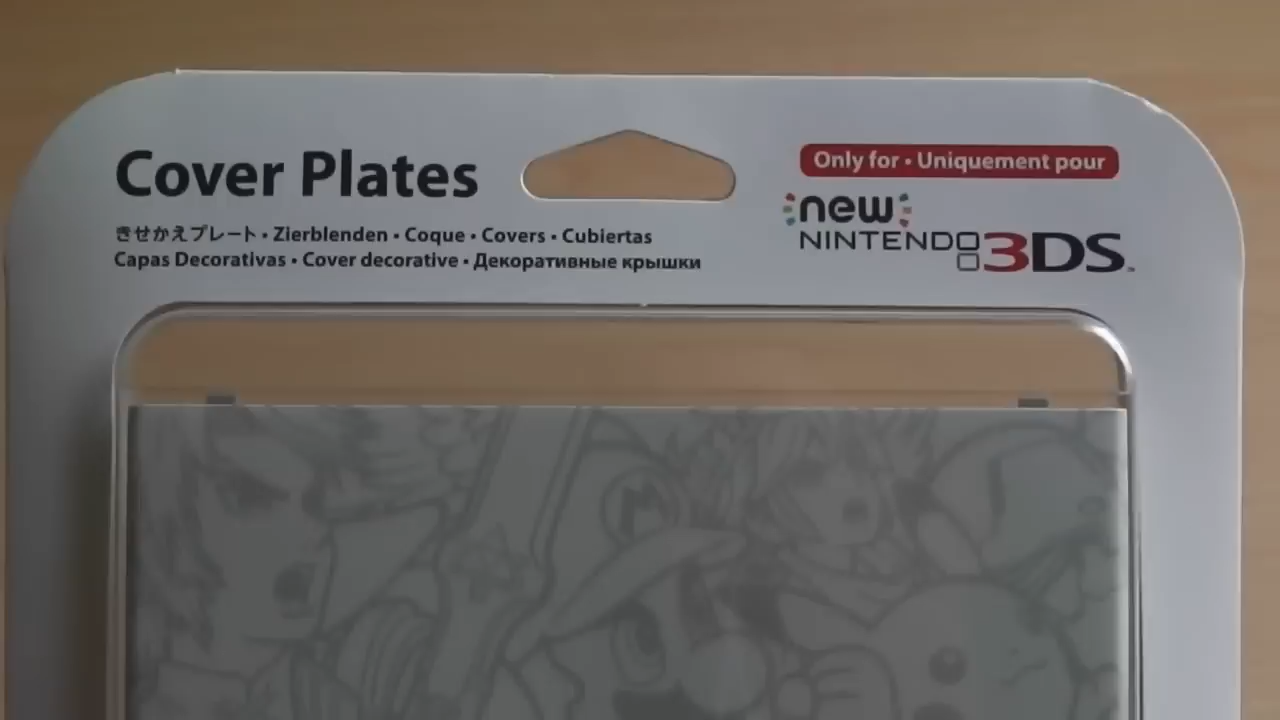 Cover Plates
きせかえプレート • Zierblenden • Coque • Covers • Cubiertas
Capas Decorativas • Cover decorative • Декоративные крышки
Only for • Uniquement pour
new
NINTENDO 3DS™
M